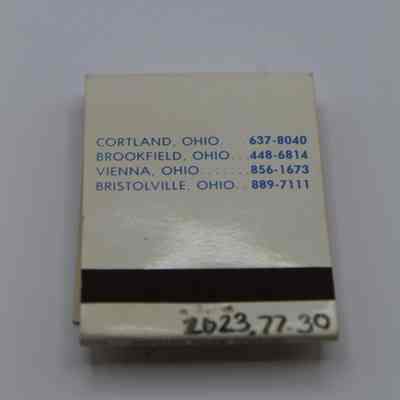 CORTLAND, OHIO. 637-8040
BROOKFIELD, OHIO...448-6814
VIENNA, OHIO.......856-1673
BRISTOLVILLE, OHIO.. 889-7111
2023.77.30